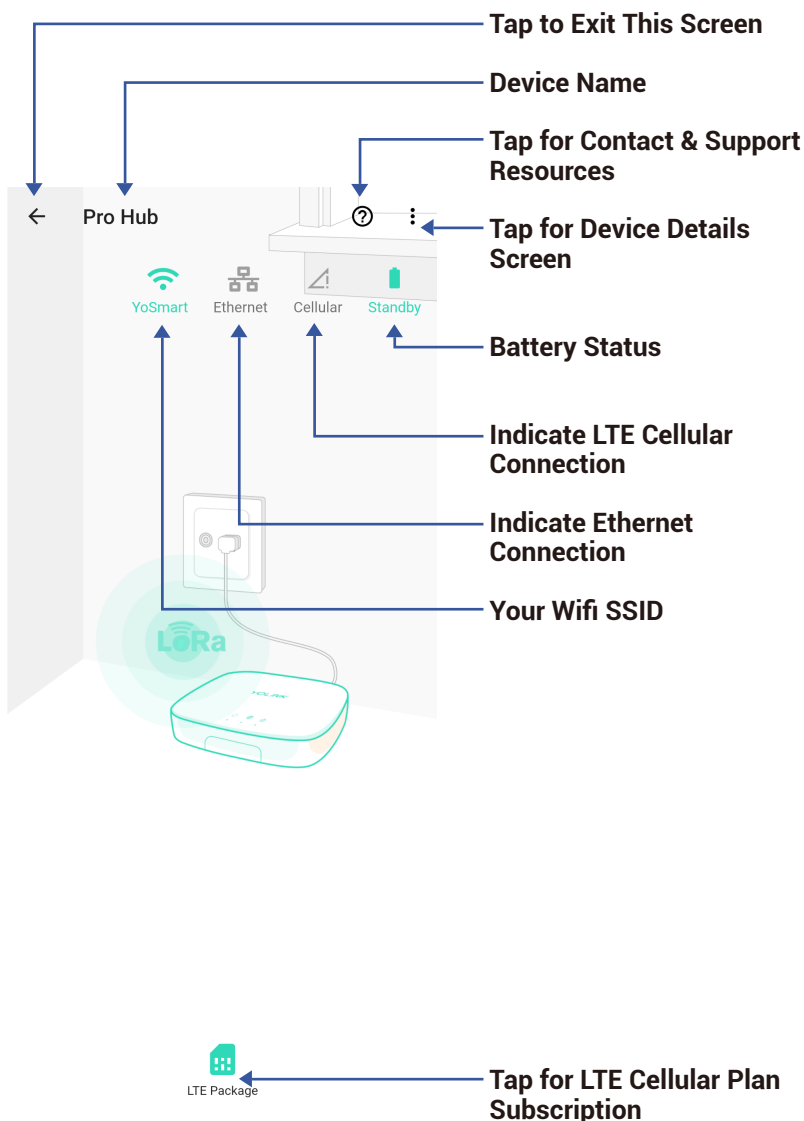 Tap to Exit This Screen
Device Name
Tap for Contact & Support
Resources
Pro Hub
Tap for Device Details
Screen
YoSmart
Ethernet
Cellular
Standby
Battery Status
Indicate LTE Cellular
Connection
Indicate Ethernet
Connection
Your Wifi SSID
LoRa
YOLINK
LTE Package
Tap for LTE Cellular Plan
Subscription